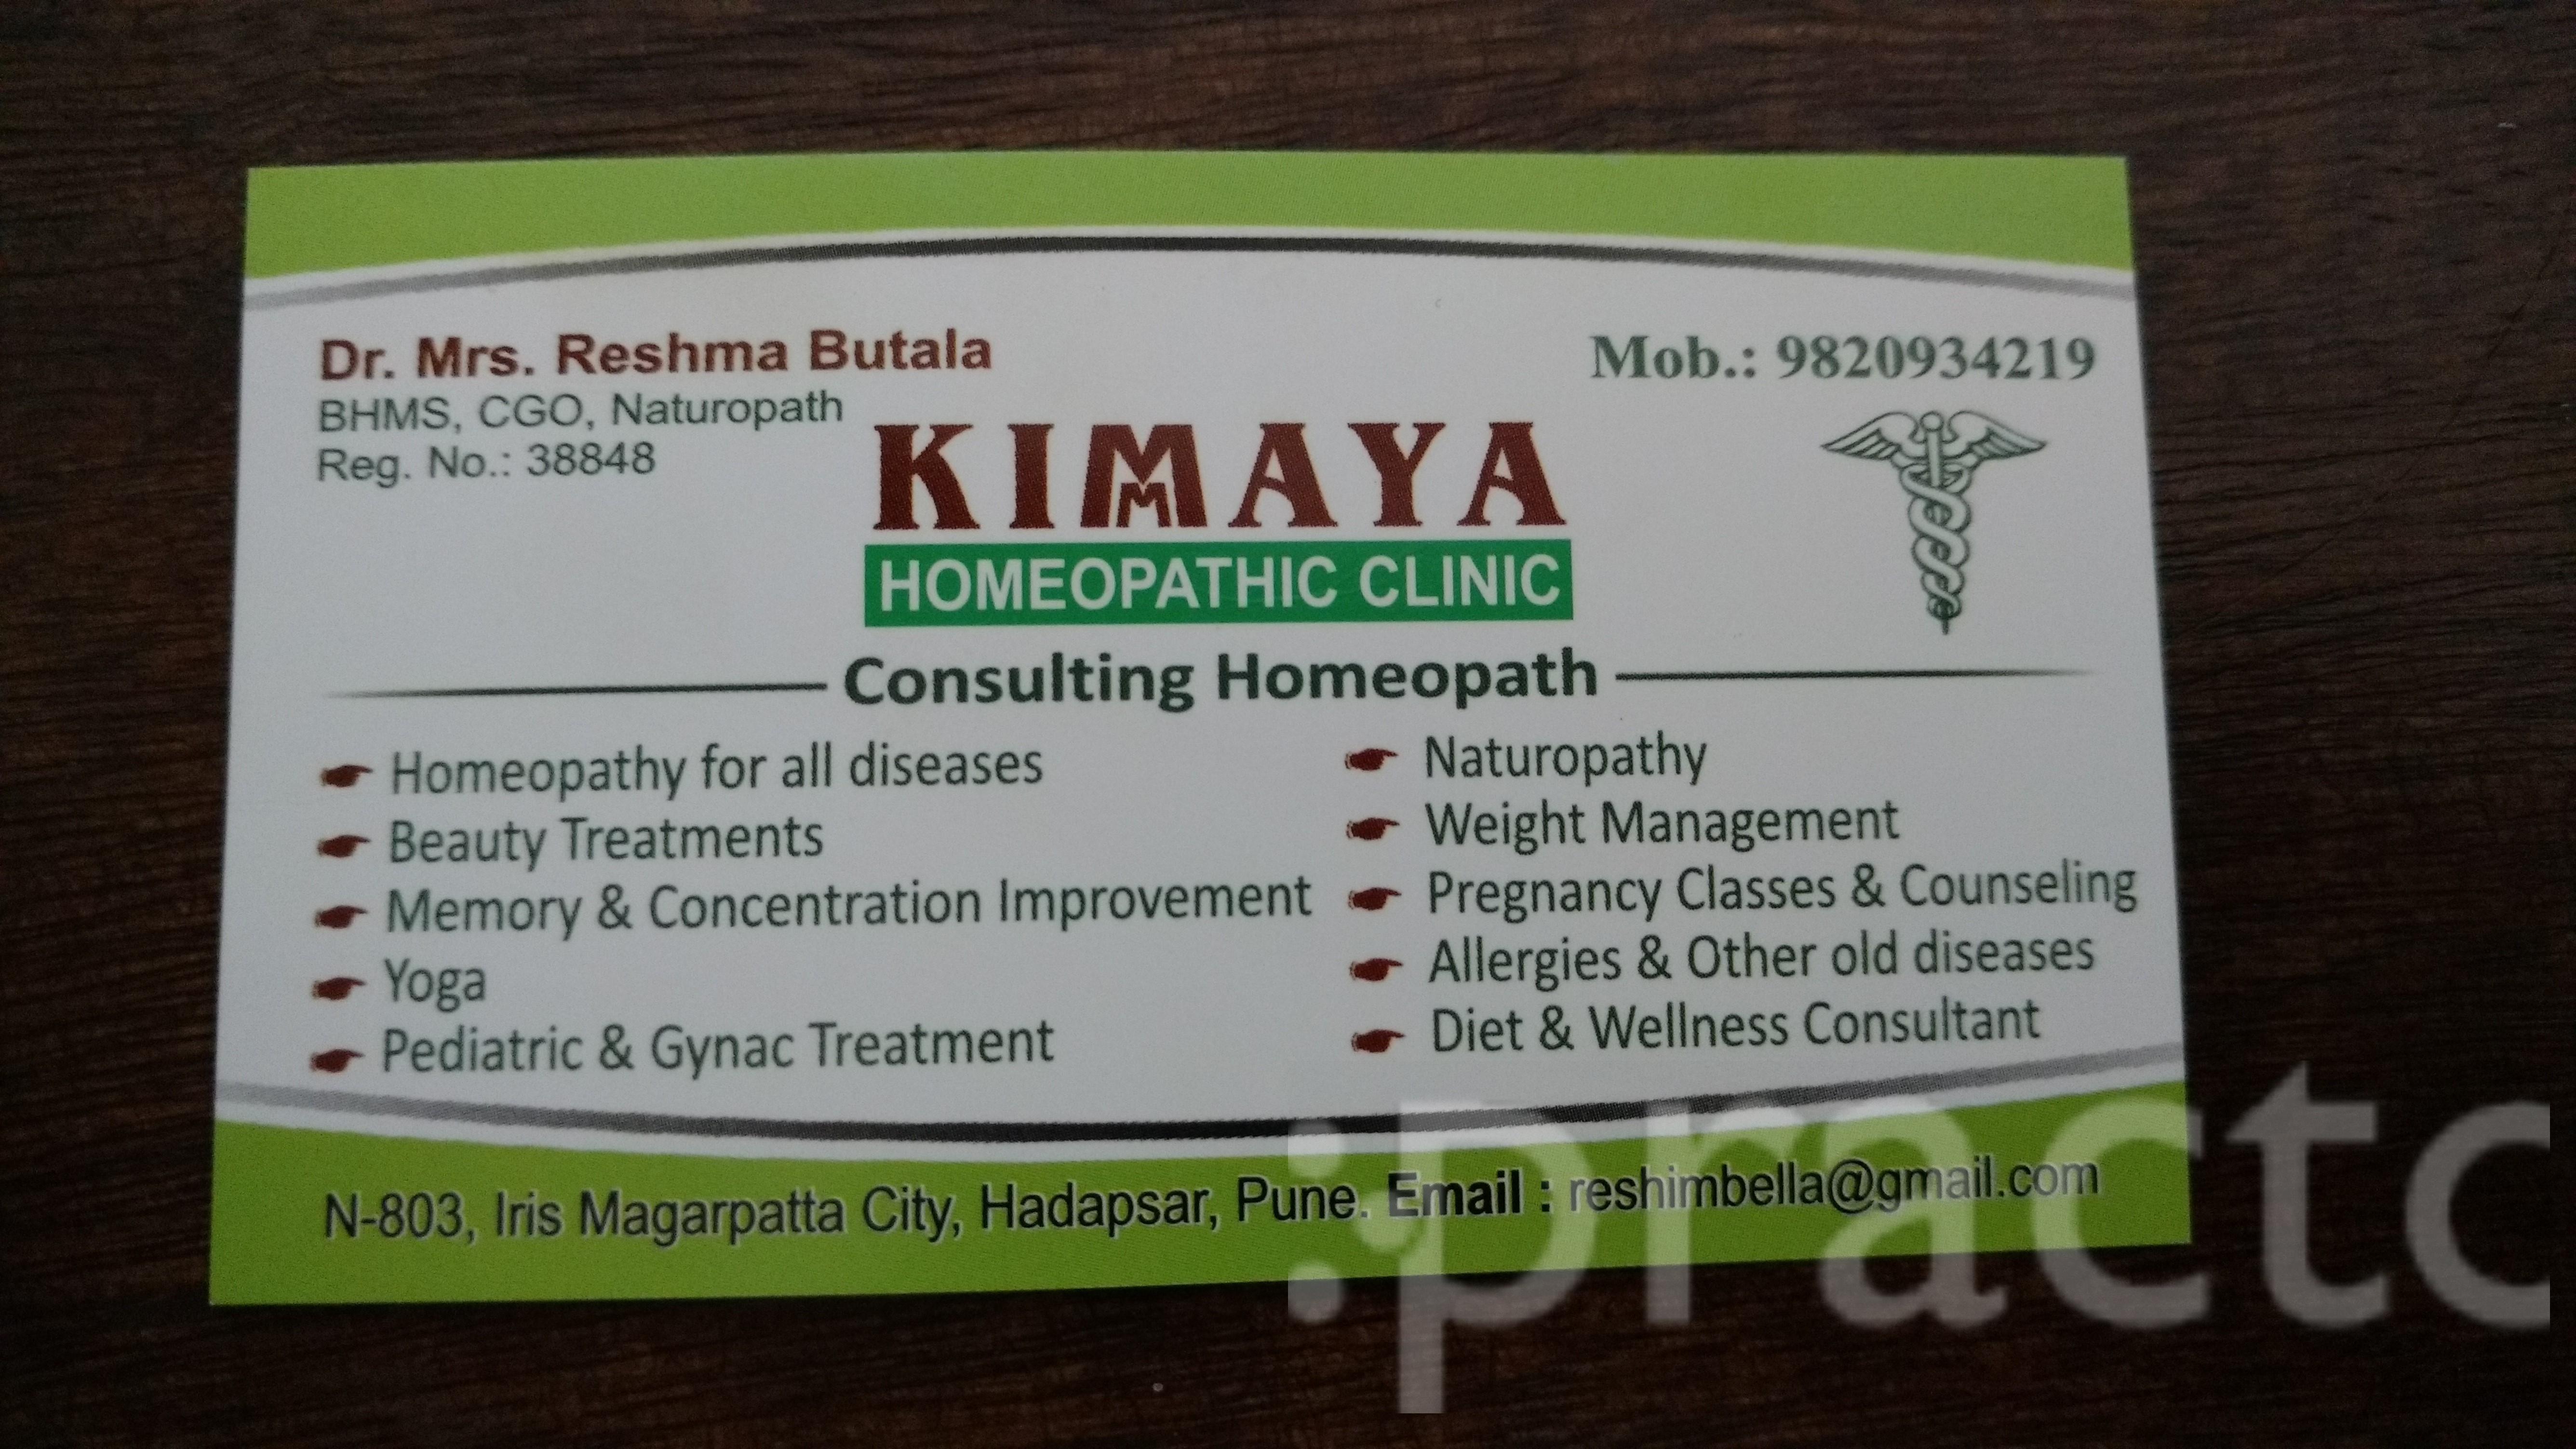 Dr. Mrs. Reshma Butala
BHMS, CGO, Naturopath
Reg. No.: 38848
Mob.: 9820934219
KIMAYA
HOMEOPATHIC CLINIC
Consulting Homeopath
Homeopathy for all diseases
Beauty Treatments
Memory & Concentration Improvement
Yoga
Pediatric & Gynac Treatment
Naturopathy
Weight Management
Pregnancy Classes & Counseling
Allergies & Other old diseases
Diet & Wellness Consultant
N-803, Iris Magarpatta City, Hadapsar, Pune. Email : reshimbella@gmail.com
:practo